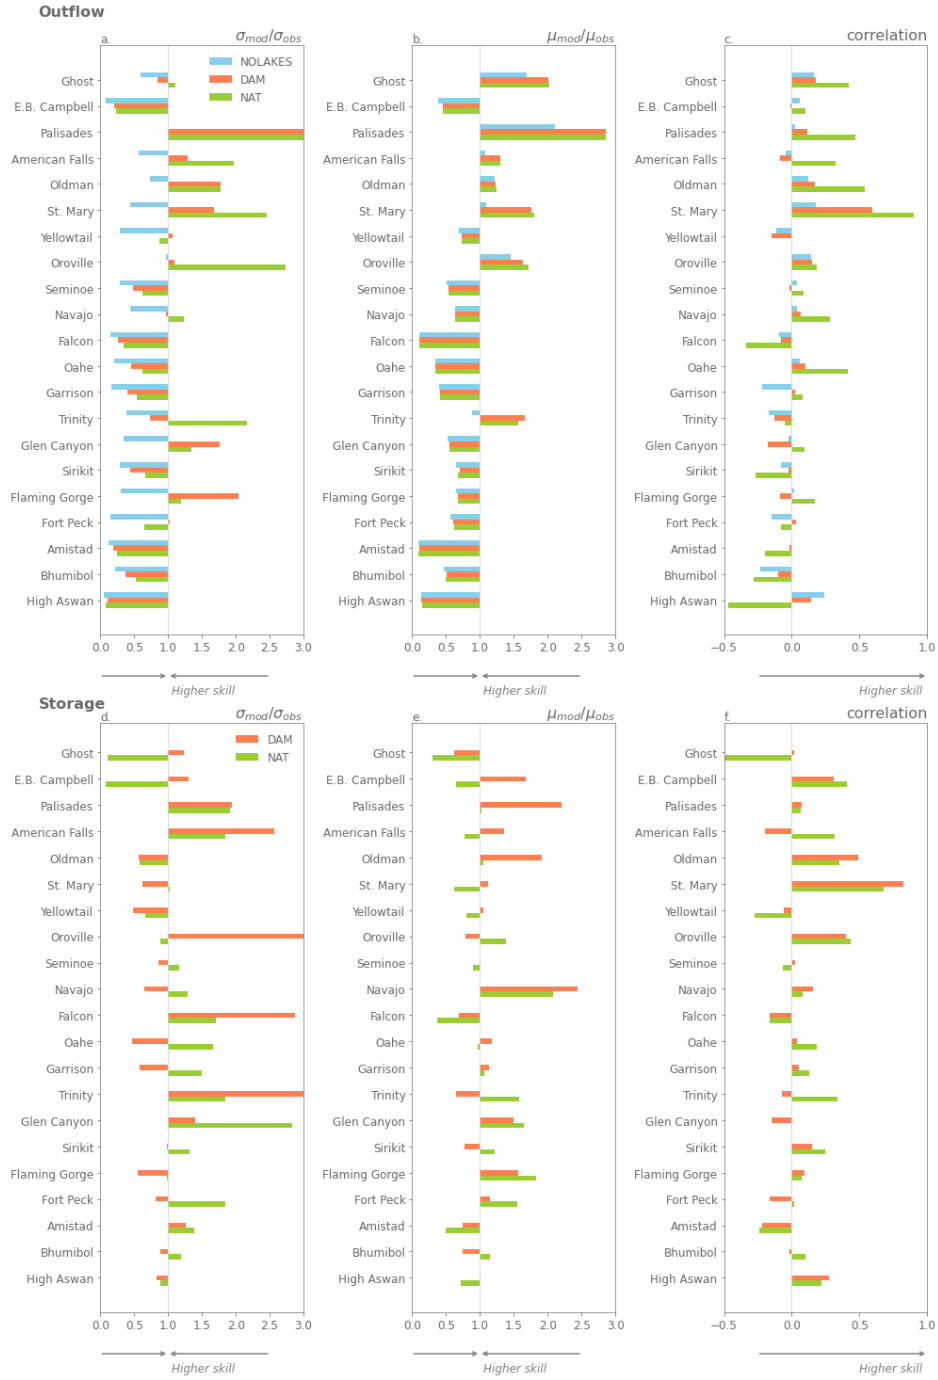 Outflow
a. σ_mod/σ_obs
b. μ_mod/μ_obs
c. correlation
NOLAKES
DAM
NAT
Ghost
E.B. Campbell
Palisades
American Falls
Oldman
St. Mary
Yellowtail
Oroville
Seminoe
Navajo
Falcon
Oahe
Garrison
Trinity
Glen Canyon
Sirikit
Flaming Gorge
Fort Peck
Amistad
Bhumibol
High Aswan
0.0 0.5 1.0 1.5 2.0 2.5 3.0
Higher skill
Ghost
E.B. Campbell
Palisades
American Falls
Oldman
St. Mary
Yellowtail
Oroville
Seminoe
Navajo
Falcon
Oahe
Garrison
Trinity
Glen Canyon
Sirikit
Flaming Gorge
Fort Peck
Amistad
Bhumibol
High Aswan
0.0 0.5 1.0 1.5 2.0 2.5 3.0
Higher skill
Ghost
E.B. Campbell
Palisades
American Falls
Oldman
St. Mary
Yellowtail
Oroville
Seminoe
Navajo
Falcon
Oahe
Garrison
Trinity
Glen Canyon
Sirikit
Flaming Gorge
Fort Peck
Amistad
Bhumibol
High Aswan
−0.5 0.0 0.5 1.0
Higher skill
Storage
d. σ_mod/σ_obs
e. μ_mod/μ_obs
f. correlation
DAM
NAT
Ghost
E.B. Campbell
Palisades
American Falls
Oldman
St. Mary
Yellowtail
Oroville
Seminoe
Navajo
Falcon
Oahe
Garrison
Trinity
Glen Canyon
Sirikit
Flaming Gorge
Fort Peck
Amistad
Bhumibol
High Aswan
0.0 0.5 1.0 1.5 2.0 2.5 3.0
Higher skill
Ghost
E.B. Campbell
Palisades
American Falls
Oldman
St. Mary
Yellowtail
Oroville
Seminoe
Navajo
Falcon
Oahe
Garrison
Trinity
Glen Canyon
Sirikit
Flaming Gorge
Fort Peck
Amistad
Bhumibol
High Aswan
0.0 0.5 1.0 1.5 2.0 2.5 3.0
Higher skill
Ghost
E.B. Campbell
Palisades
American Falls
Oldman
St. Mary
Yellowtail
Oroville
Seminoe
Navajo
Falcon
Oahe
Garrison
Trinity
Glen Canyon
Sirikit
Flaming Gorge
Fort Peck
Amistad
Bhumibol
High Aswan
−0.5 0.0 0.5 1.0
Higher skill